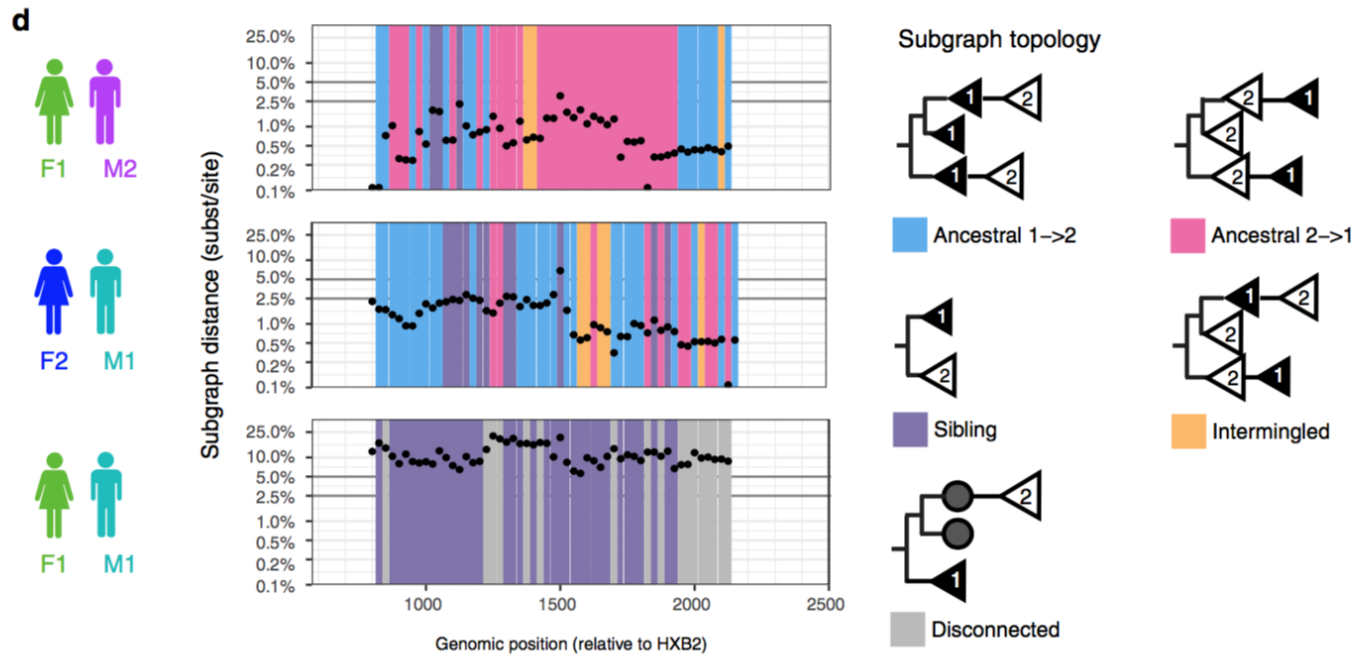 d
F1 M2
F2 M1
F1 M1
Subgraph distance (subst/site)
25.0%
10.0%
5.0%
2.5%
1.0%
0.5%
0.2%
0.1%
25.0%
10.0%
5.0%
2.5%
1.0%
0.5%
0.2%
0.1%
25.0%
10.0%
5.0%
2.5%
1.0%
0.5%
0.2%
0.1%
1000 1500 2000 2500
Genomic position (relative to HXB2)
Subgraph topology
1 2
1
1 2
Ancestral 1–>2
2 1
2
2 1
Ancestral 2–>1
1
2
Sibling
1 2
2
2 1
Intermingled
2
1
Disconnected